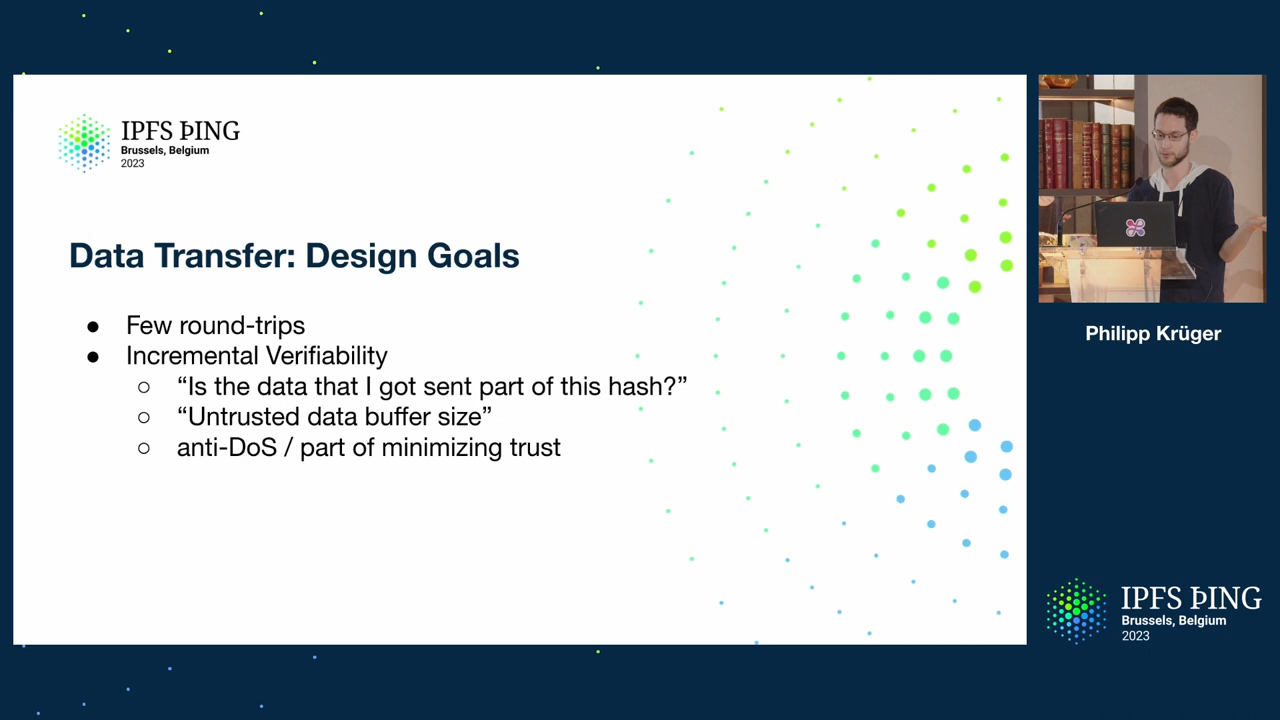 IPFS ÞING
Brussels, Belgium
2023
Data Transfer: Design Goals
● Few round-trips
● Incremental Verifiability
○ “Is the data that I got sent part of this hash?”
○ “Untrusted data buffer size”
○ anti-DoS / part of minimizing trust
Philipp Krüger
IPFS ÞING
Brussels, Belgium
2023